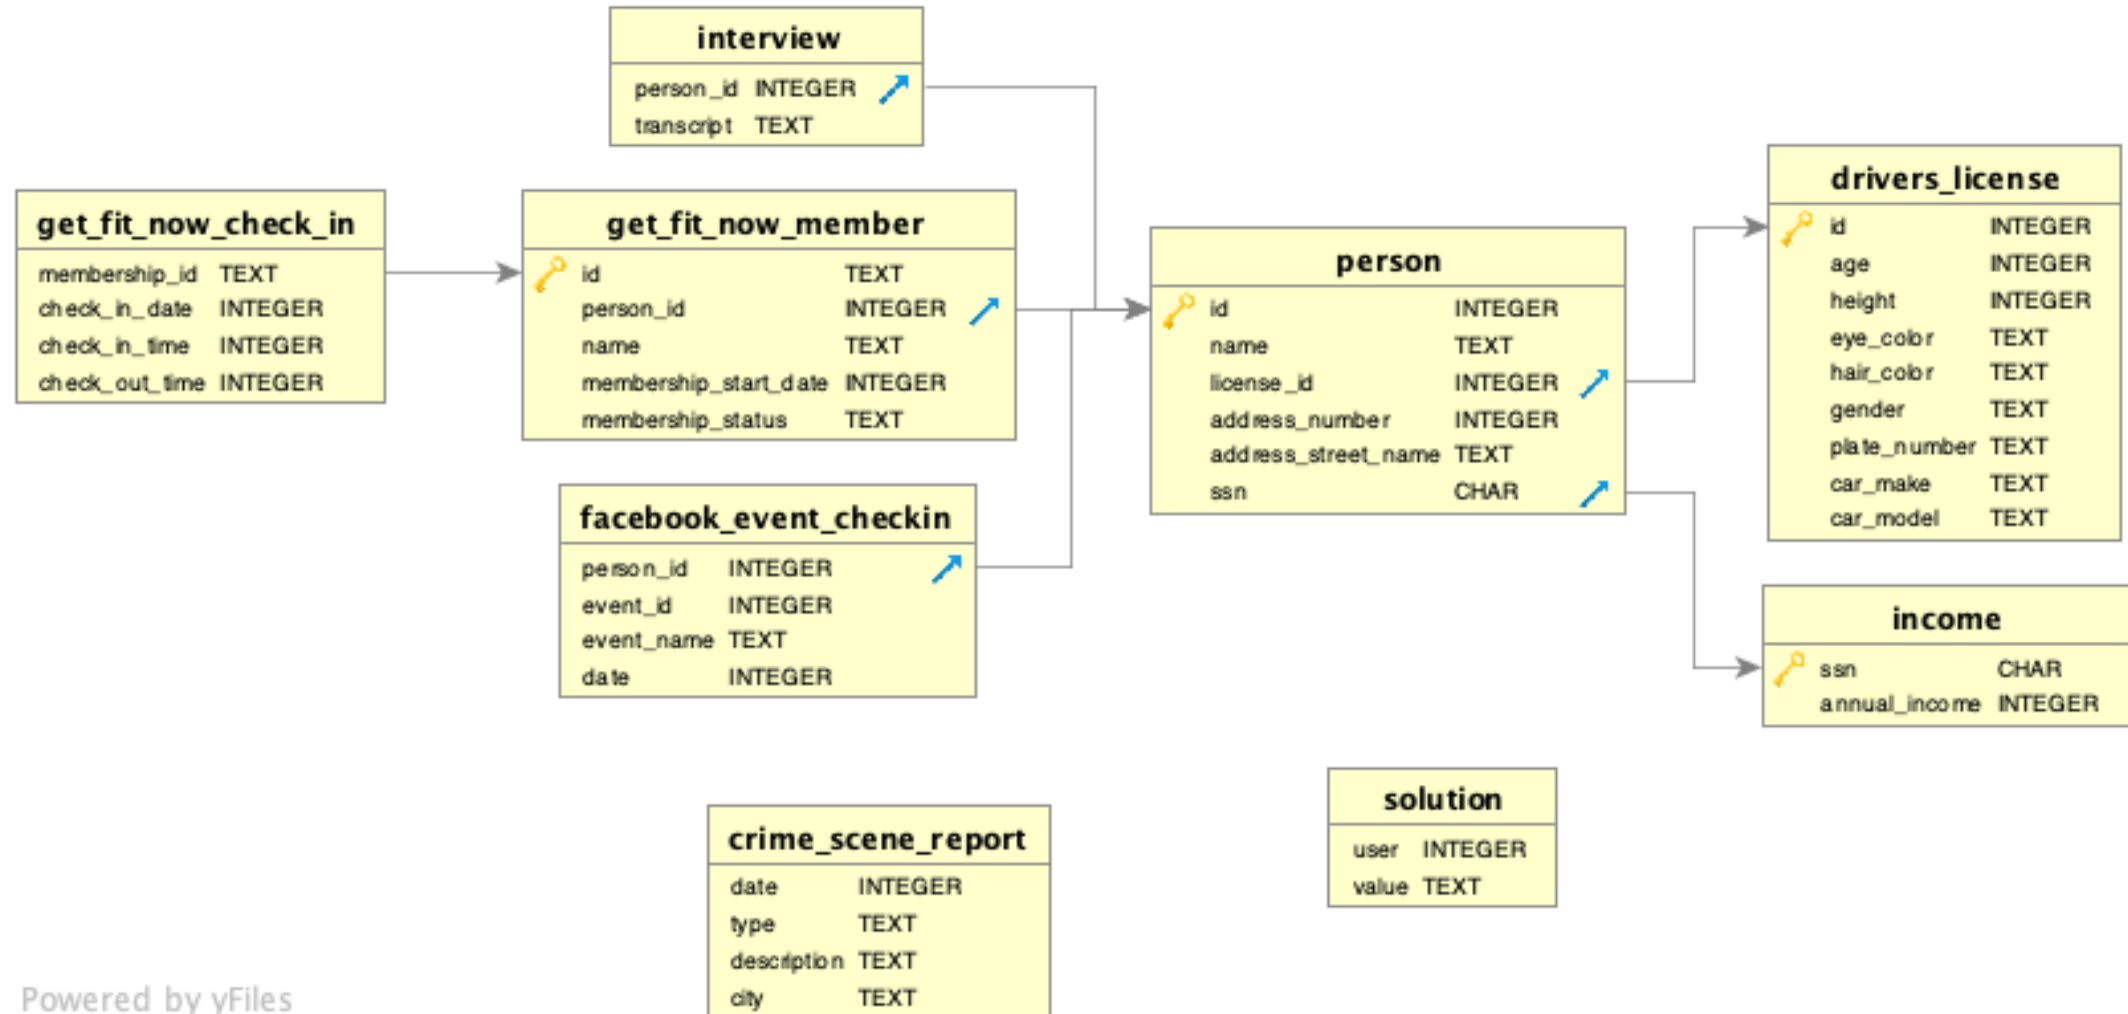 interview
person_id INTEGER
transcript TEXT
get_fit_now_check_in
membership_id TEXT
check_in_date INTEGER
check_in_time INTEGER
check_out_time INTEGER
get_fit_now_member
id TEXT
person_id INTEGER
name TEXT
membership_start_date INTEGER
membership_status TEXT
facebook_event_checkin
person_id INTEGER
event_id INTEGER
event_name TEXT
date INTEGER
person
id INTEGER
name TEXT
license_id INTEGER
address_number INTEGER
address_street_name TEXT
ssn CHAR
drivers_license
id INTEGER
age INTEGER
height INTEGER
eye_color TEXT
hair_color TEXT
gender TEXT
plate_number TEXT
car_make TEXT
car_model TEXT
income
ssn CHAR
annual_income INTEGER
crime_scene_report
date INTEGER
type TEXT
description TEXT
city TEXT
solution
user INTEGER
value TEXT
Powered by yFiles